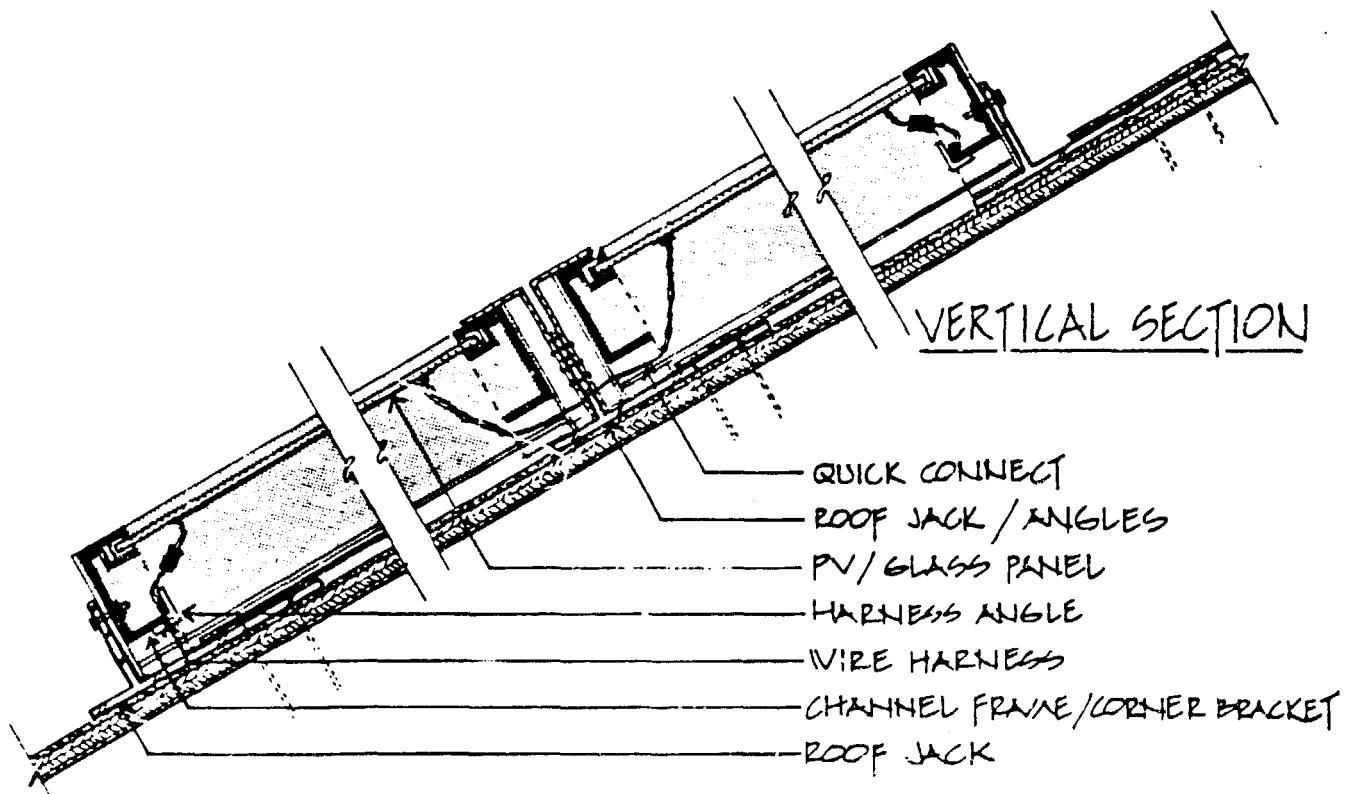 VERTICAL SECTION
QUICK CONNECT
ROOF JACK / ANGLES
PV/GLASS PANEL
HARNESS ANGLE
WIRE HARNESS
CHANNEL FRAME/CORNER BRACKET
ROOF JACK